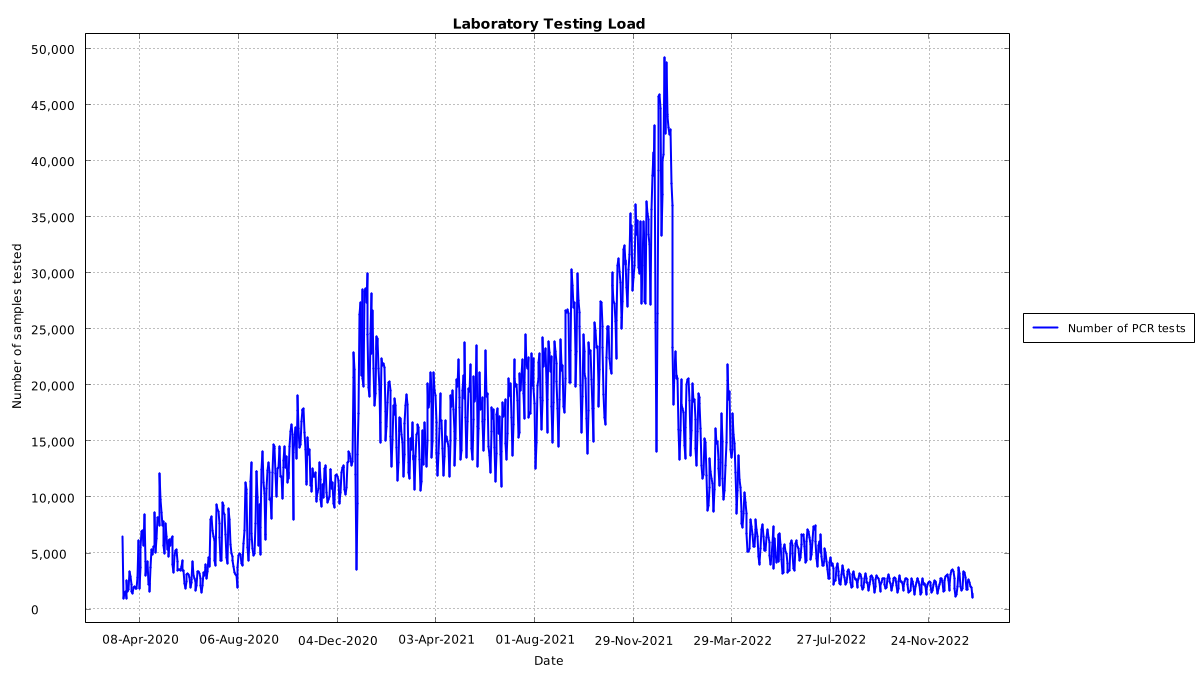 Laboratory Testing Load
50,000
45,000
40,000
35,000
30,000
25,000
20,000
15,000
10,000
5,000
0
Number of samples tested
08-Apr-2020 06-Aug-2020 04-Dec-2020 03-Apr-2021 01-Aug-2021 29-Nov-2021 29-Mar-2022 27-Jul-2022 24-Nov-2022
Date
Number of PCR tests